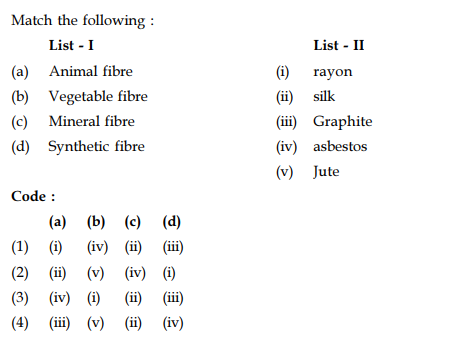 Match the following :
List - I List - II
(a) Animal fibre (i) rayon
(b) Vegetable fibre (ii) silk
(c) Mineral fibre (iii) Graphite
(d) Synthetic fibre (iv) asbestos
(v) Jute
Code :
(a) (b) (c) (d)
(1) (i) (iv) (ii) (iii)
(2) (ii) (v) (iv) (i)
(3) (iv) (i) (ii) (iii)
(4) (iii) (v) (ii) (iv)